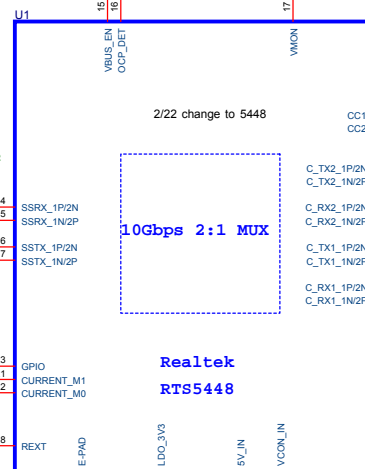 U1
15
16
17
VBUS_EN
OCP_DET
VMON
2/22 change to 5448
CC1
CC2
C_TX2_1P/2N
C_TX2_1N/2P
4 SSRX_1P/2N
5 SSRX_1N/2P
C_RX2_1P/2N
C_RX2_1N/2P
10Gbps 2:1 MUX
6 SSTX_1P/2N
7 SSTX_1N/2P
C_TX1_1P/2N
C_TX1_1N/2P
C_RX1_1P/2N
C_RX1_1N/2P
Realtek
RTS5448
3 GPIO
1 CURRENT_M1
2 CURRENT_M0
8 REXT
E-PAD
LDO_3V3
5V_IN
VCON_IN